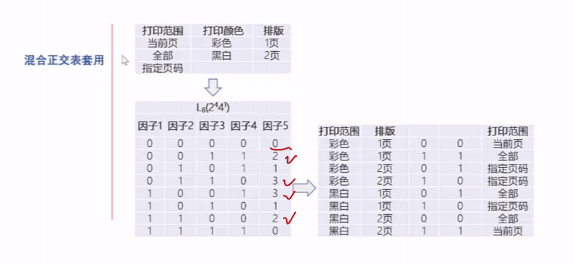 混合正交表套用
打印范围 打印颜色 排版
当前页 彩色 1页
全部 黑白 2页
指定页码
L₈(2⁴4¹)
因子1 因子2 因子3 因子4 因子5
0 0 0 0 0
0 0 1 1 2
0 1 0 1 1
0 1 1 0 3
1 0 0 1 3
1 0 1 0 1
1 1 0 0 2
1 1 1 1 0
打印范围 排版 打印范围
彩色 1页 0 0 当前页
彩色 1页 1 1 全部
彩色 2页 0 1 指定页码
彩色 2页 1 0 指定页码
黑白 1页 0 1 全部
黑白 1页 1 0 指定页码
黑白 2页 0 0 全部
黑白 2页 1 1 当前页